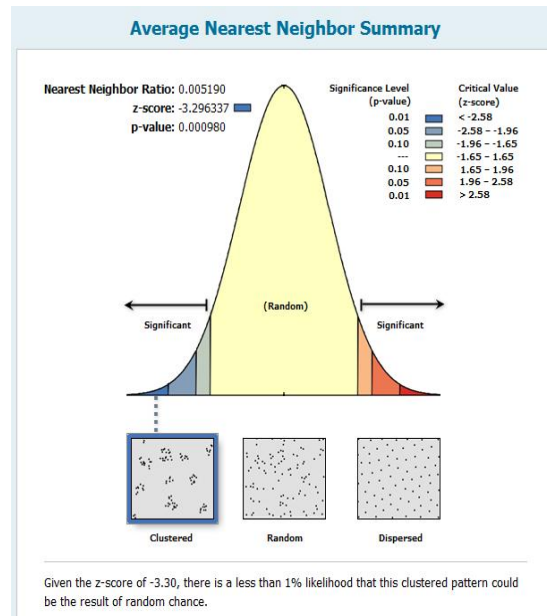 Average Nearest Neighbor Summary
Nearest Neighbor Ratio: 0.005190
z-score: -3.296337
p-value: 0.000980
Significance Level
(p-value)
Critical Value
(z-score)
0.01 < -2.58
0.05 -2.58 – -1.96
0.10 -1.96 – -1.65
--- -1.65 – 1.65
0.10 1.65 – 1.96
0.05 1.96 – 2.58
0.01 > 2.58
(Random)
Significant
Significant
Clustered
Random
Dispersed
Given the z-score of -3.30, there is a less than 1% likelihood that this clustered pattern could
be the result of random chance.